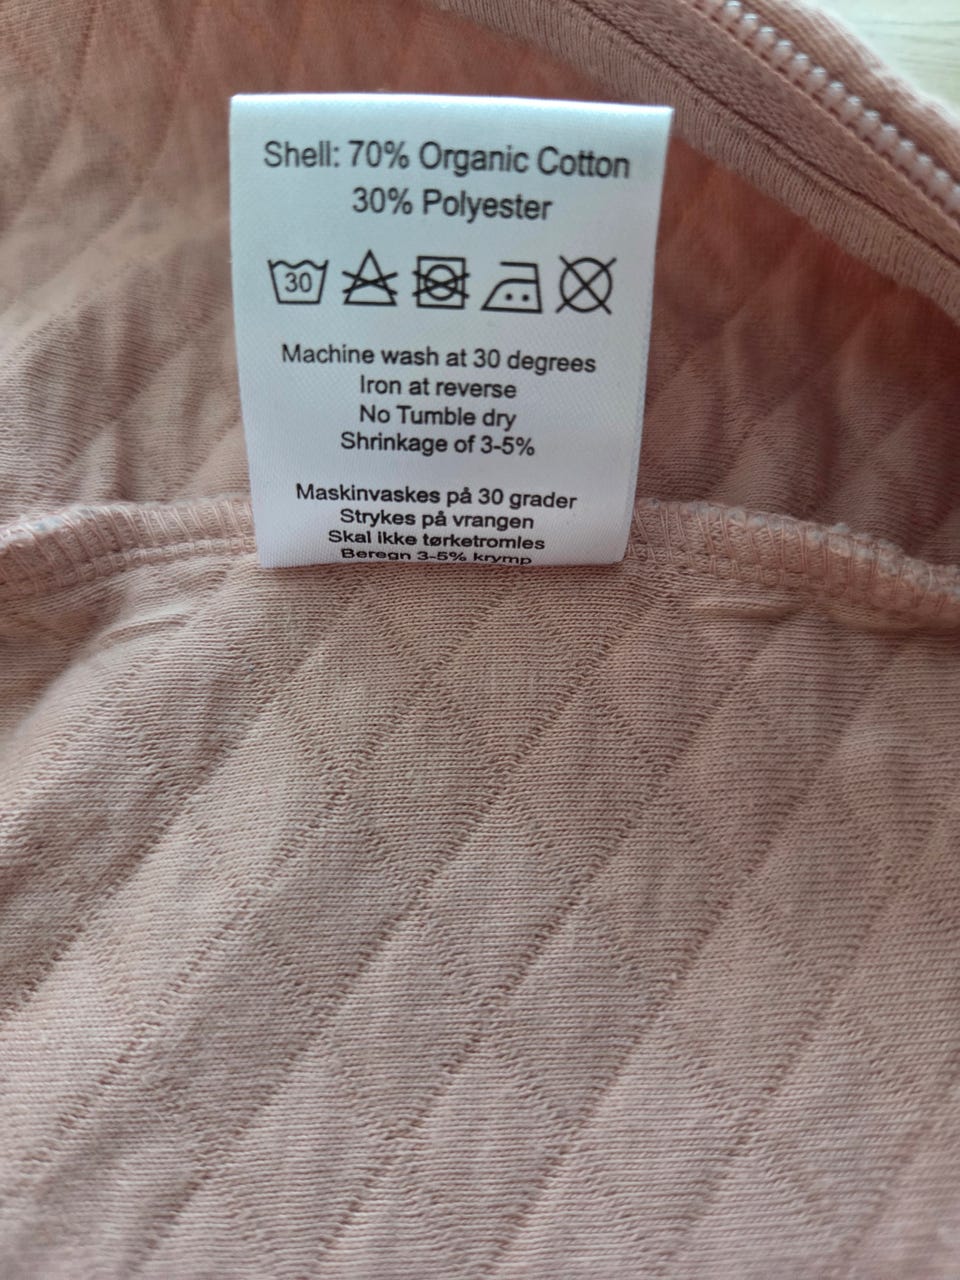 Shell: 70% Organic Cotton
30% Polyester
30
Machine wash at 30 degrees
Iron at reverse
No Tumble dry
Shrinkage of 3-5%
Maskinvaskes på 30 grader
Strykes på vrangen
Skal ikke tørketromles
Beregn 3-5% krymp